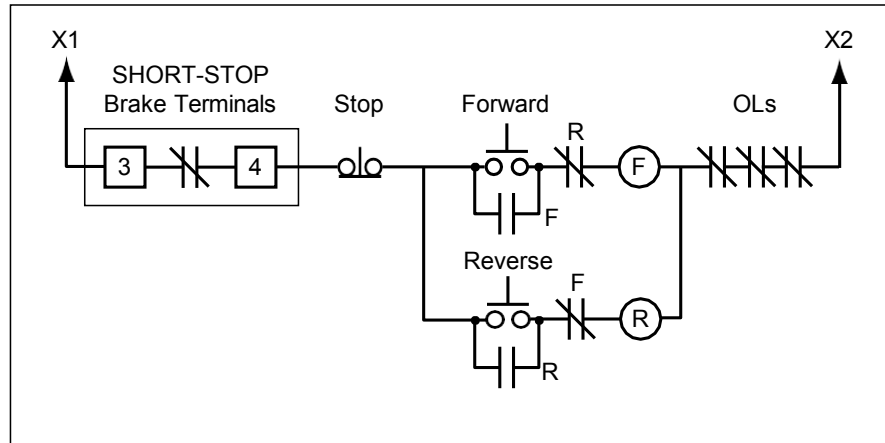 X1
X2
SHORT-STOP
Brake Terminals
Stop
Forward
OLs
R
3
4
F
F
Reverse
F
R
R